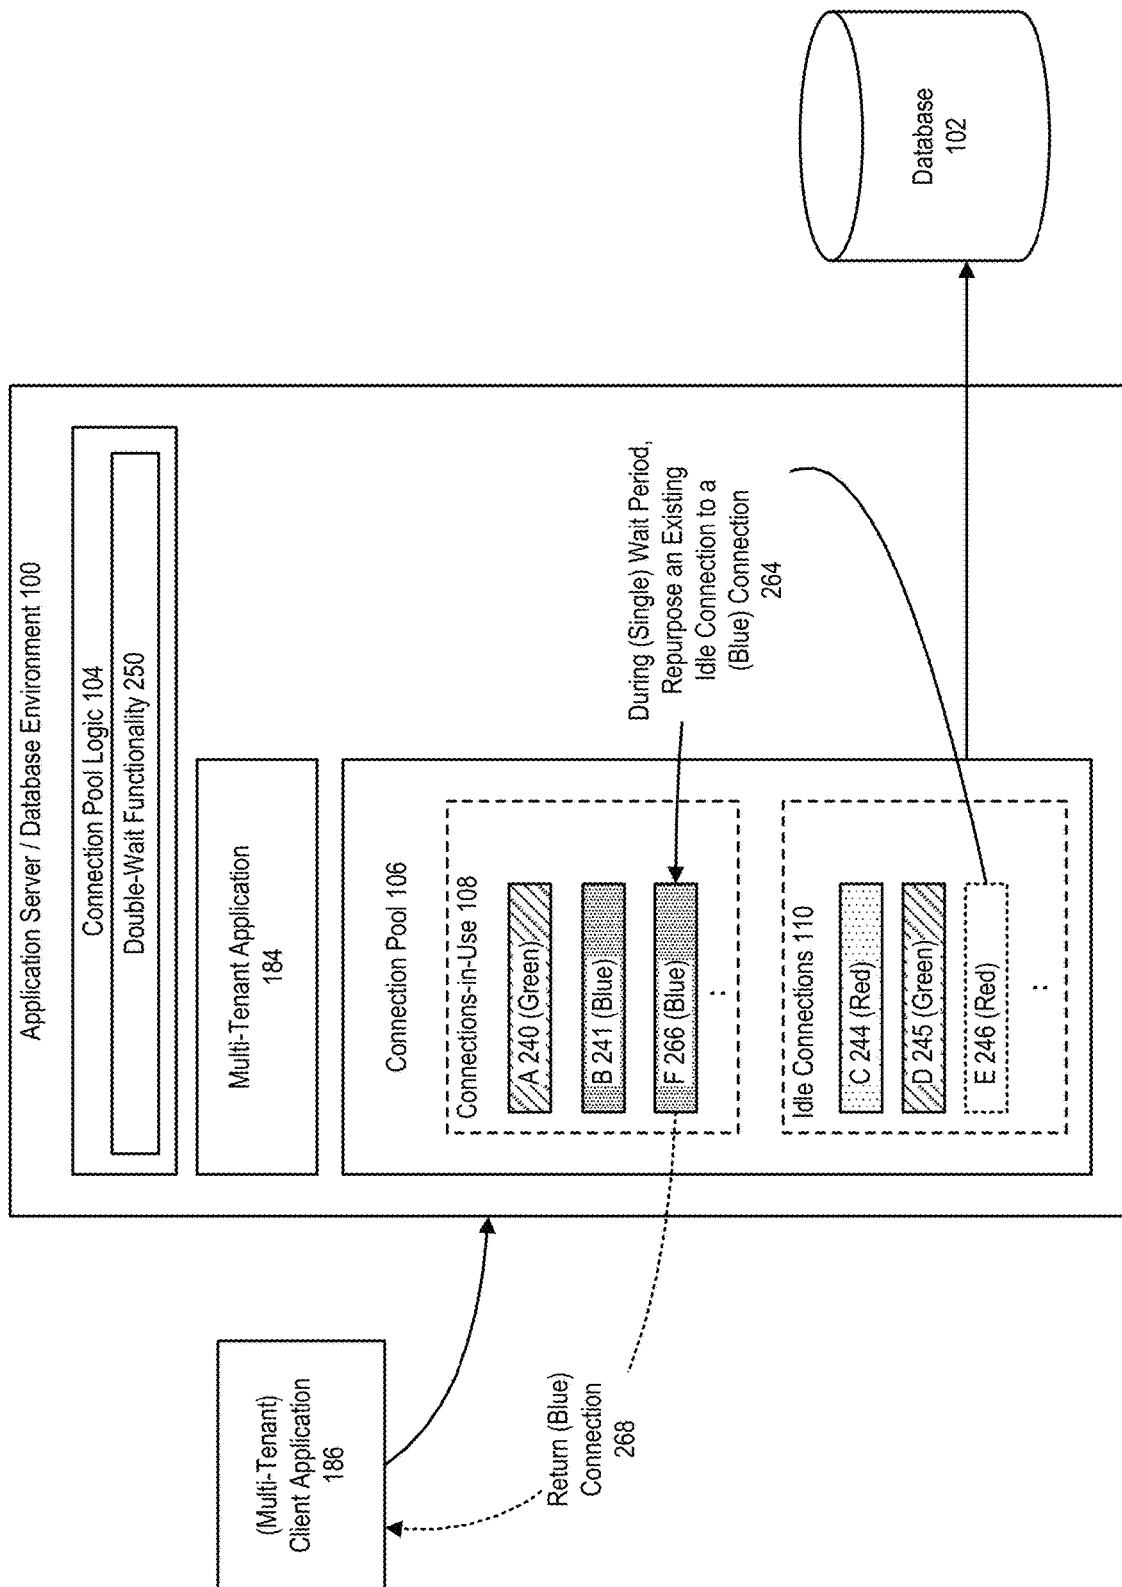 Application Server / Database Environment 100
Connection Pool Logic 104
Double-Wait Functionality 250
Multi-Tenant Application
184
(Multi-Tenant)
Client Application
186
Connection Pool 106
Connections-in-Use 108
A 240 (Green)
B 241 (Blue)
F 266 (Blue)
:
Return (Blue)
Connection
268
During (Single) Wait Period,
Repurpose an Existing
Idle Connection to a
(Blue) Connection
264
Idle Connections 110
C 244 (Red)
D 245 (Green)
E 246 (Red)
:
Database
102